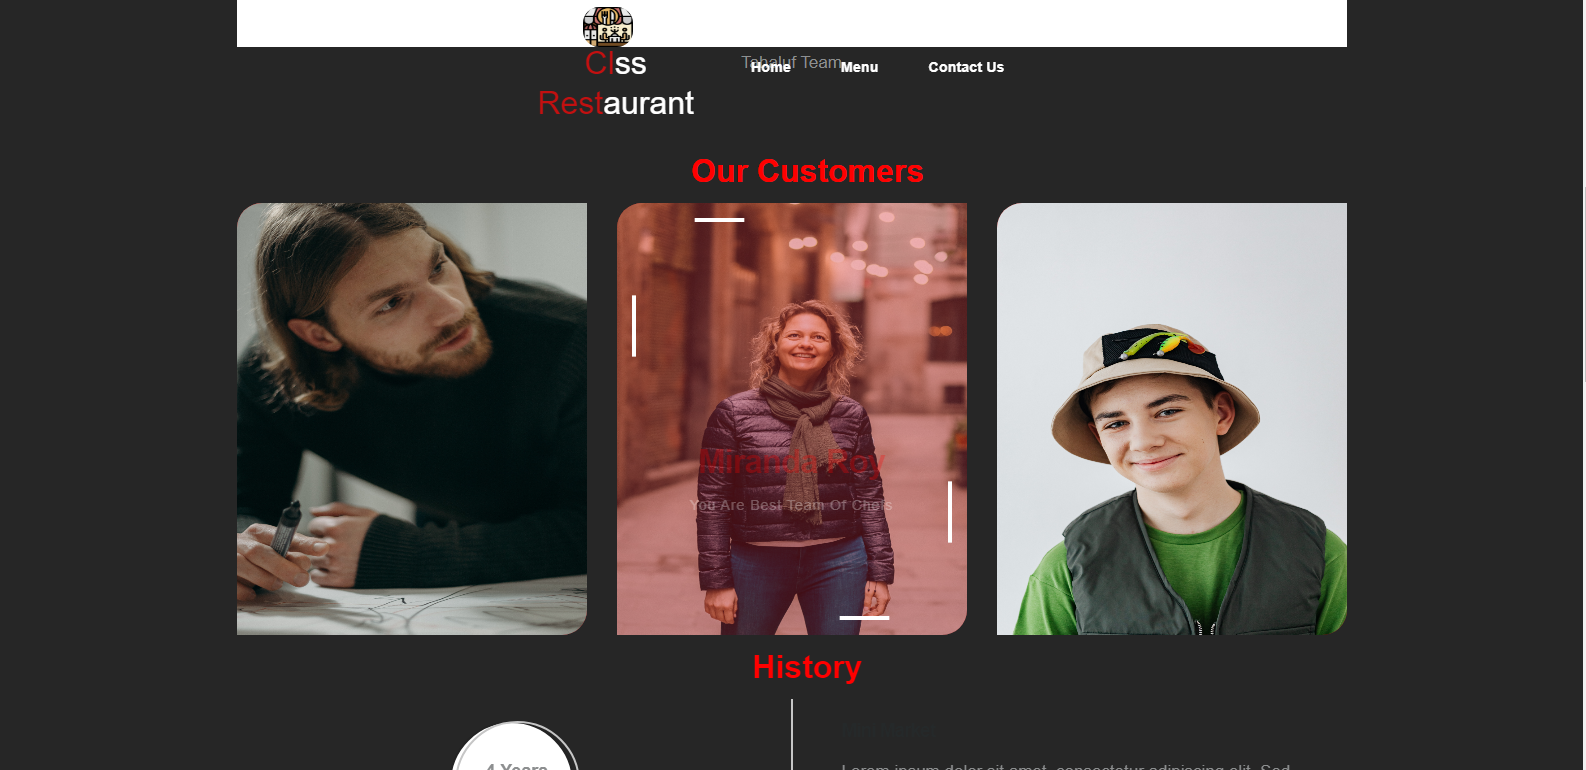 Clss
Restaurant
Tahaluf Team
Home
Menu
Contact Us
Our Customers
Miranda Roy
You Are Best Team Of Chefs
History
4 Years
Lorem ipsum dolor sit amet, consectetur adipiscing elit. Sed